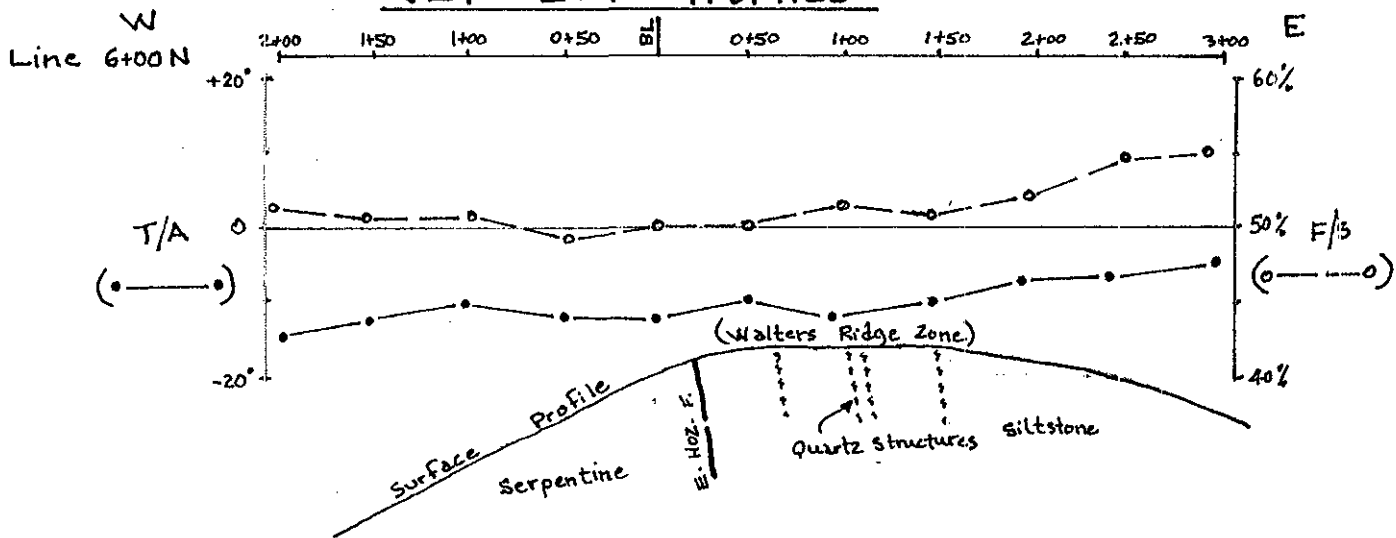 W
E
Line 6+00N
2+00 1+50 1+00 0+50 BL 0+50 1+00 1+50 2+00 2+50 3+00
+20° 60%
T/A 0 50% F/B
(Walters Ridge Zone)
-20° 40%
Surface Profile
E. HOZ. F.
Quartz Structures Siltstone
Serpentine